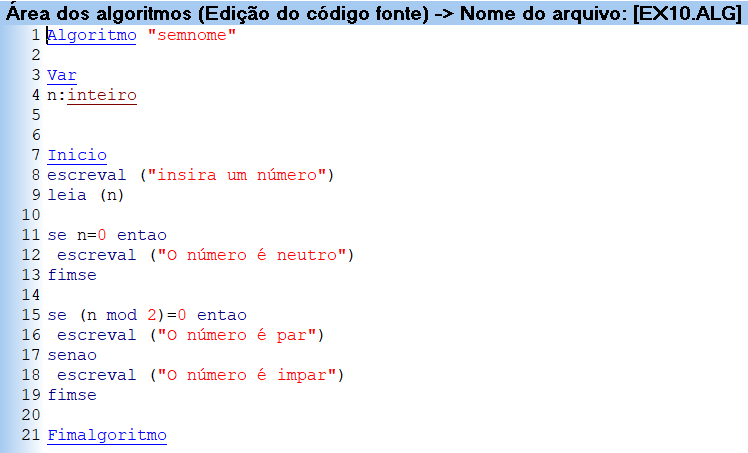 Área dos algoritmos (Edição do código fonte) -> Nome do arquivo: [EX10.ALG]
1 Algoritmo "semnome"
2
3 Var
4 n:inteiro
5
6
7 Inicio
8 escreval ("insira um número")
9 leia (n)
10
11 se n=0 entao
12  escreval ("O número é neutro")
13 fimse
14
15 se (n mod 2)=0 entao
16  escreval ("O número é par")
17 senao
18  escreval ("O número é impar")
19 fimse
20
21 Fimalgoritmo